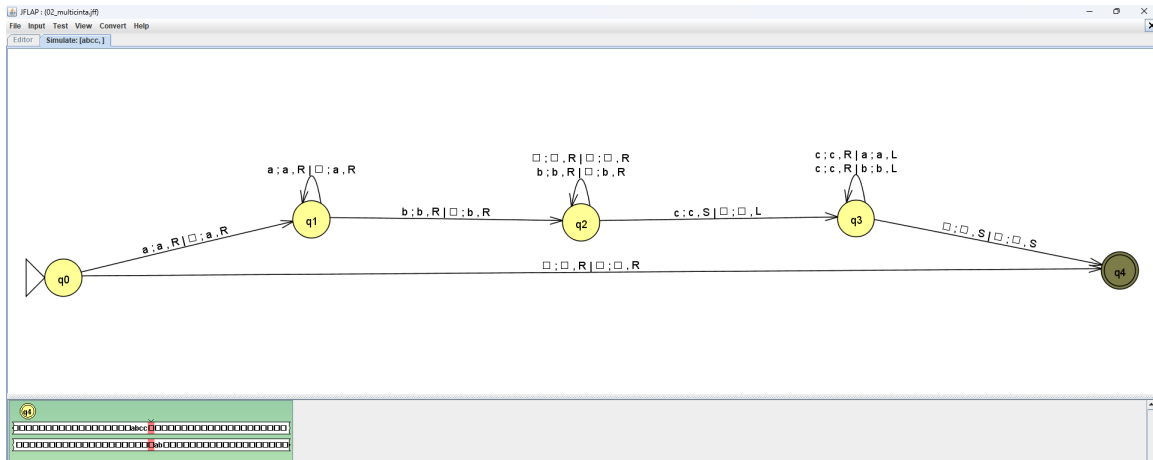 JFLAP : (02_multicinta.jff)
File Input Test View Convert Help
Editor Simulate: [abcc, ]
□ ; □ , R | □ ; □ , R
c ; c , R | a ; a , L
a ; a , R | □ ; a , R
b ; b , R | □ ; b , R
c ; c , R | b ; b , L
q1
b ; b , R | □ ; b , R
q2
c ; c , S | □ ; □ , L
q3
a ; a , R | □ ; a , R
□ ; □ , S | □ ; □ , S
q0
□ ; □ , R | □ ; □ , R
q4
q4
abcc
ab